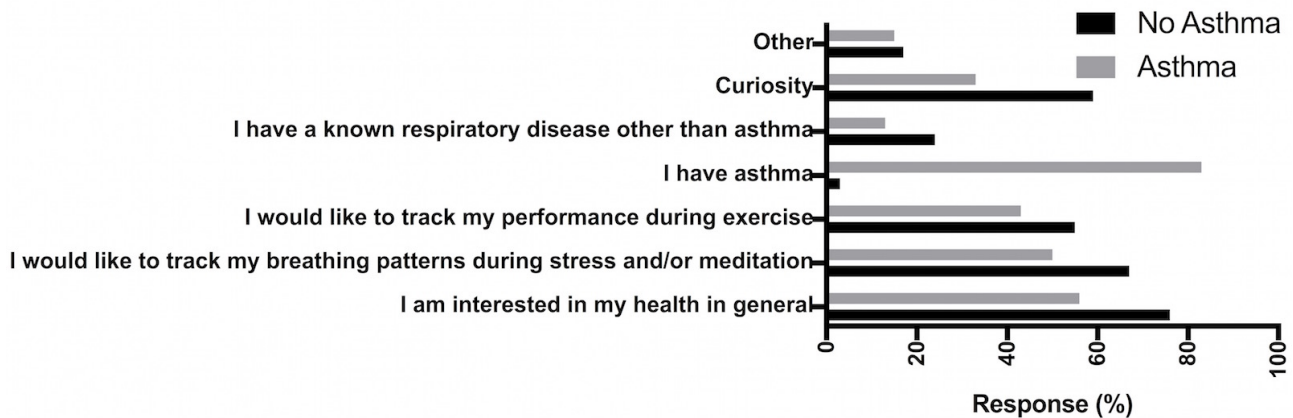 No Asthma
Asthma
Other
Curiosity
I have a known respiratory disease other than asthma
I have asthma
I would like to track my performance during exercise
I would like to track my breathing patterns during stress and/or meditation
I am interested in my health in general
0 20 40 60 80 100
Response (%)